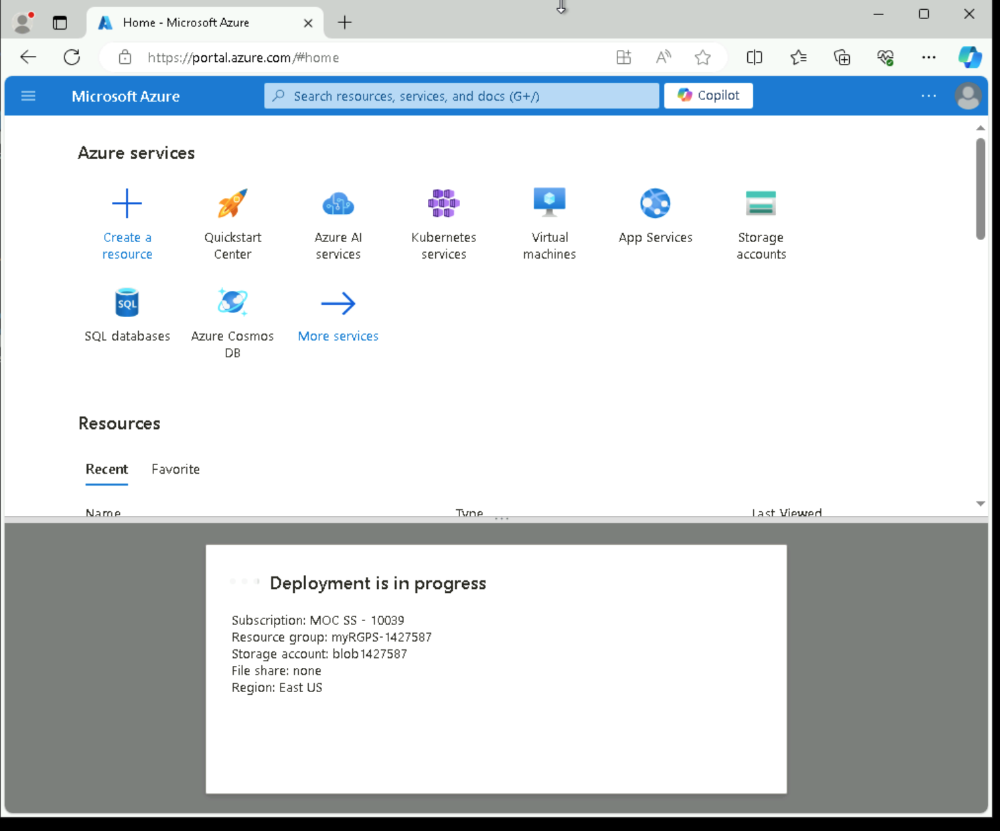 Home - Microsoft Azure
https://portal.azure.com/#home
Microsoft Azure
Search resources, services, and docs (G+/)
Copilot
Azure services
Create a
resource
Quickstart
Center
Azure AI
services
Kubernetes
services
Virtual
machines
App Services
Storage
accounts
SQL
SQL databases
Azure Cosmos
DB
More services
Resources
Recent
Favorite
Name
Type
Last Viewed
Deployment is in progress
Subscription: MOC SS - 10039
Resource group: myRGPS-1427587
Storage account: blob1427587
File share: none
Region: East US